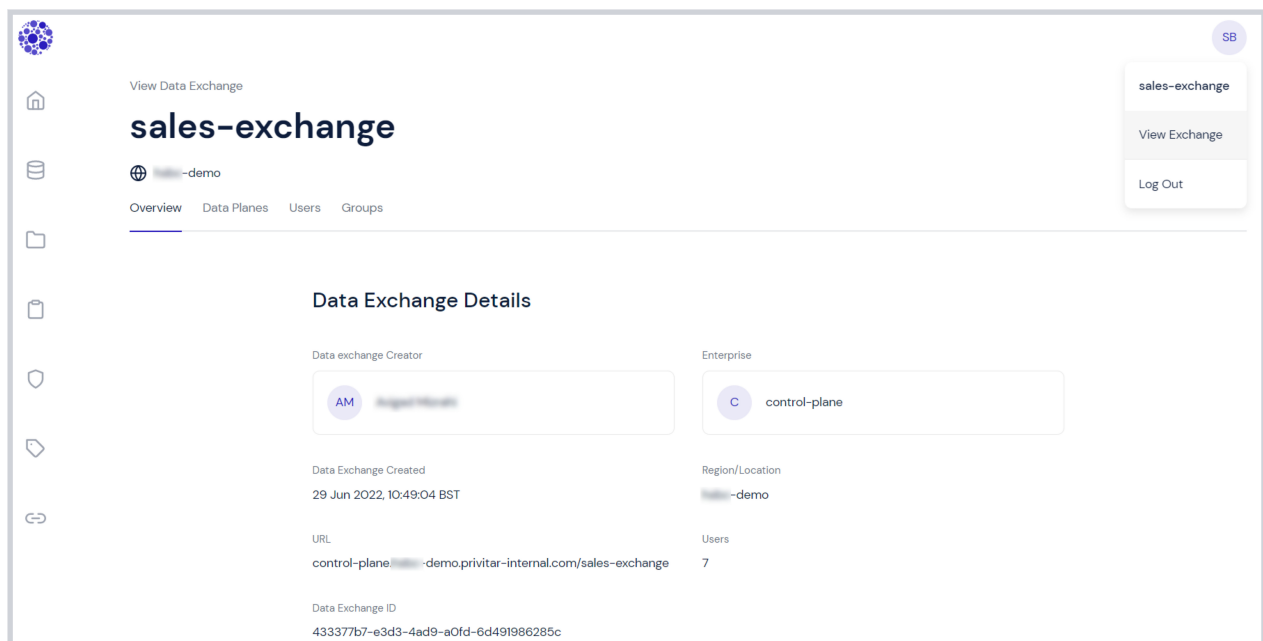 SB
sales-exchange
View Exchange
Log Out
View Data Exchange
sales-exchange
-demo
Overview Data Planes Users Groups
Data Exchange Details
Data exchange Creator
AM
Enterprise
C control-plane
Data Exchange Created
29 Jun 2022, 10:49:04 BST
Region/Location
-demo
URL
control-plane. -demo.privitar-internal.com/sales-exchange
Users
7
Data Exchange ID
433377b7-e3d3-4ad9-a0fd-6d491986285c